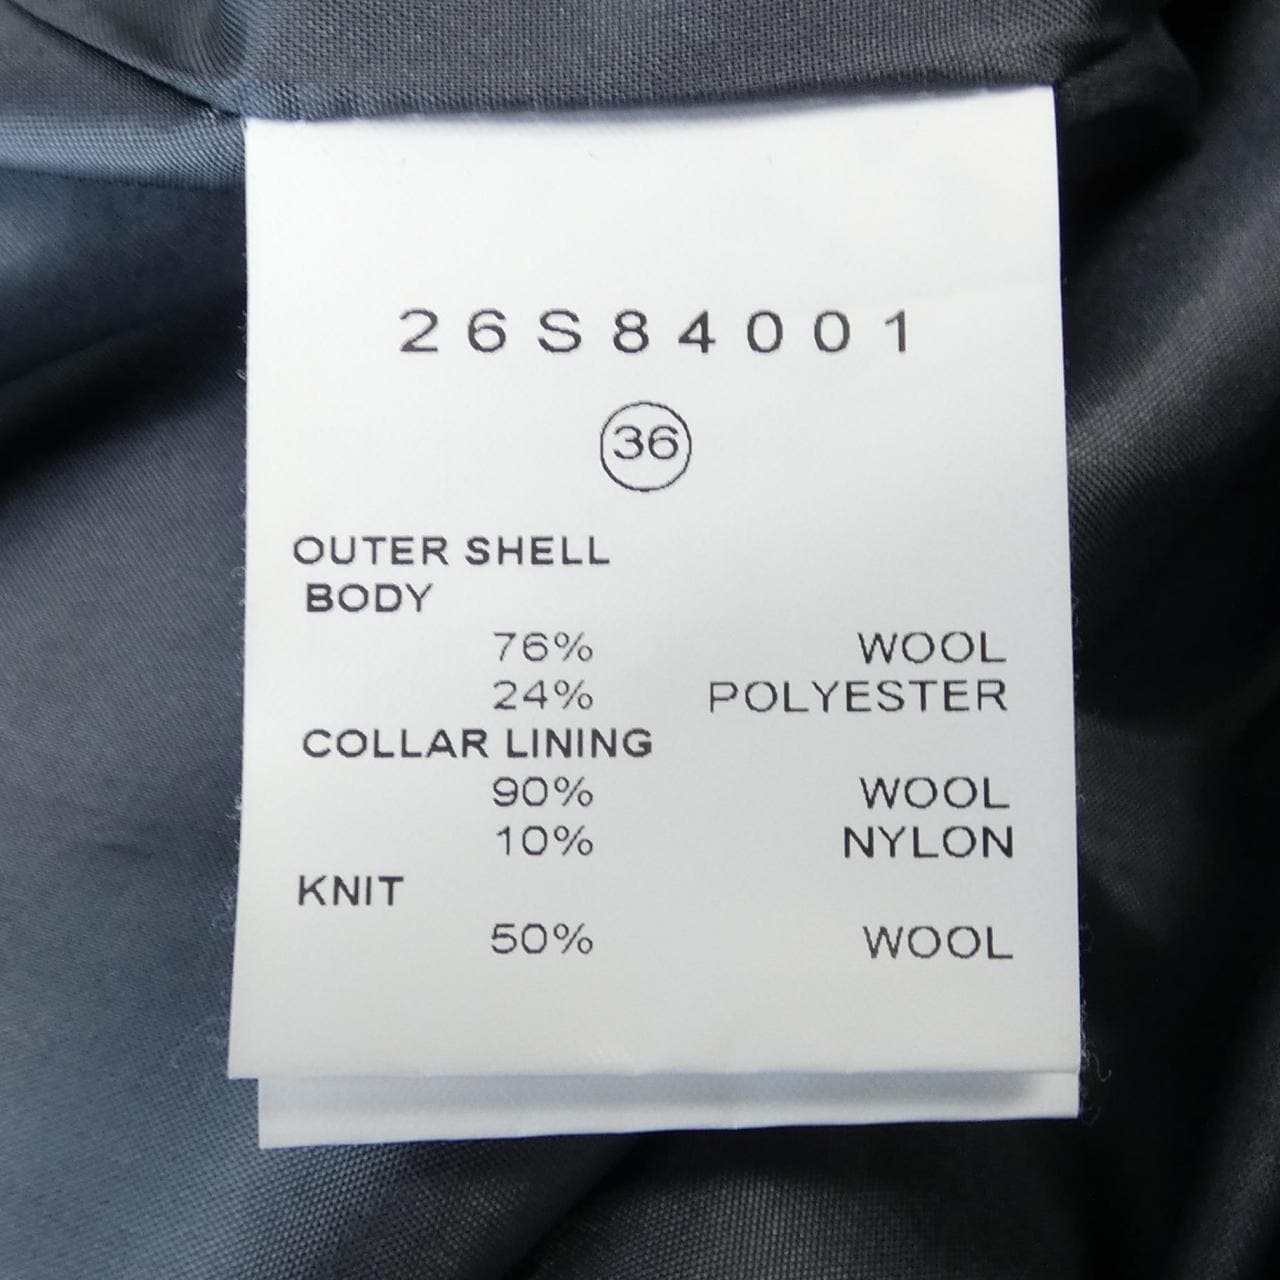 26S84001
36
OUTER SHELL
BODY
76% WOOL
24% POLYESTER
COLLAR LINING
90% WOOL
10% NYLON
KNIT
50% WOOL